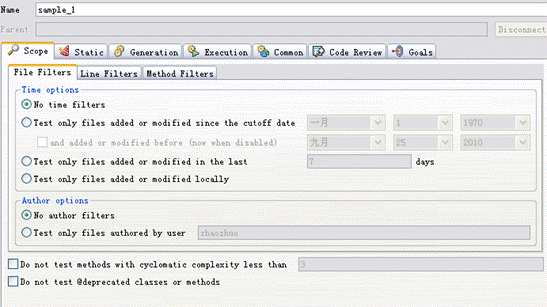 Name sample_1
Parent Disconnect
Scope Static Generation Execution Common Code Review Goals
File Filters Line Filters Method Filters
Time options
No time filters
Test only files added or modified since the cutoff date 一月 1 1970
and added or modified before (now when disabled) 九月 25 2010
Test only files added or modified in the last 7 days
Test only files added or modified locally
Author options
No author filters
Test only files authored by user zhaozhuo
Do not test methods with cyclomatic complexity less than 3
Do not test @deprecated classes or methods